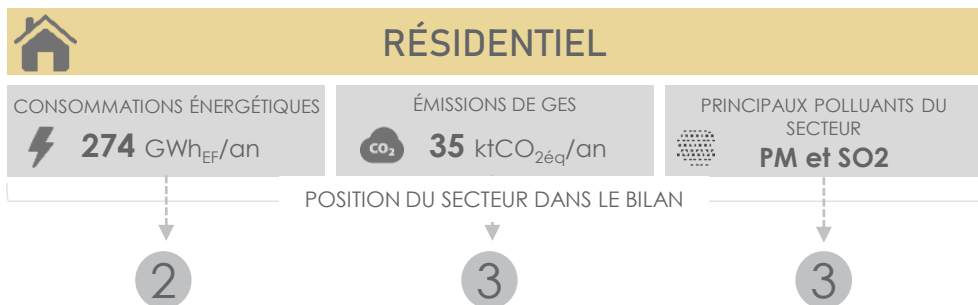 RÉSIDENTIEL
CONSOMMATIONS ÉNERGÉTIQUES
274 GWhEF/an
ÉMISSIONS DE GES
CO2
35 ktCO2éq/an
PRINCIPAUX POLLUANTS DU
SECTEUR
PM et SO2
POSITION DU SECTEUR DANS LE BILAN
2
3
3